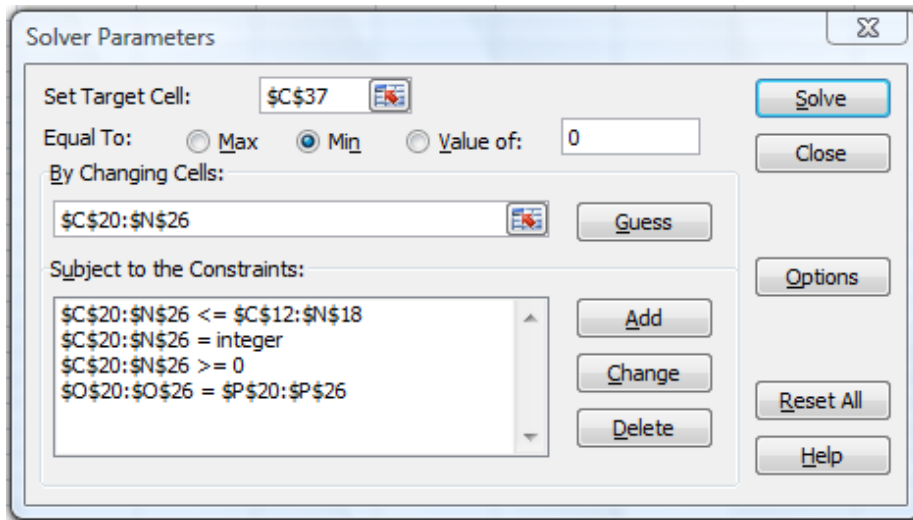 Solver Parameters
Set Target Cell: $C$37
Solve
Equal To: Max Min Value of: 0
Close
By Changing Cells:
$C$20:$N$26
Guess
Subject to the Constraints:
Options
$C$20:$N$26 <= $C$12:$N$18
Add
$C$20:$N$26 = integer
$C$20:$N$26 >= 0
Change
$O$20:$O$26 = $P$20:$P$26
Reset All
Delete
Help